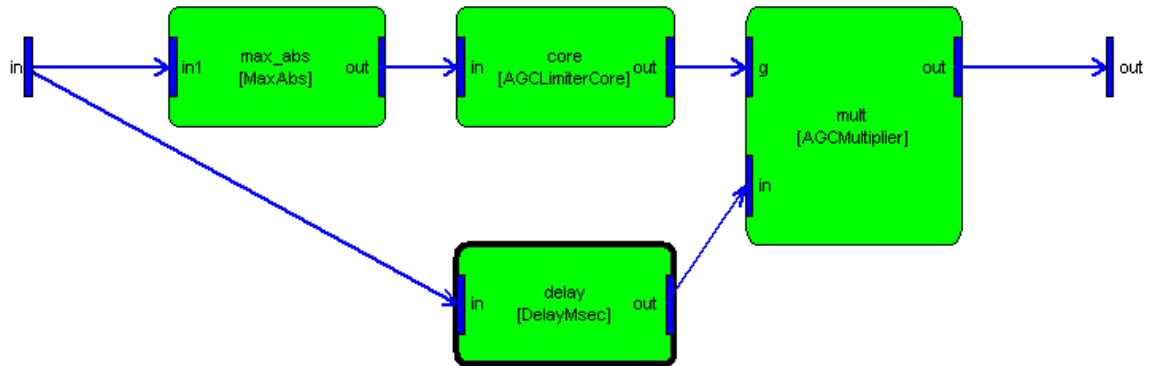 in
in1
max_abs
[MaxAbs]
out
in
core
[AGCLimiterCore]
out
g
in
mult
[AGCMultiplier]
out
out
in
delay
[DelayMsec]
out